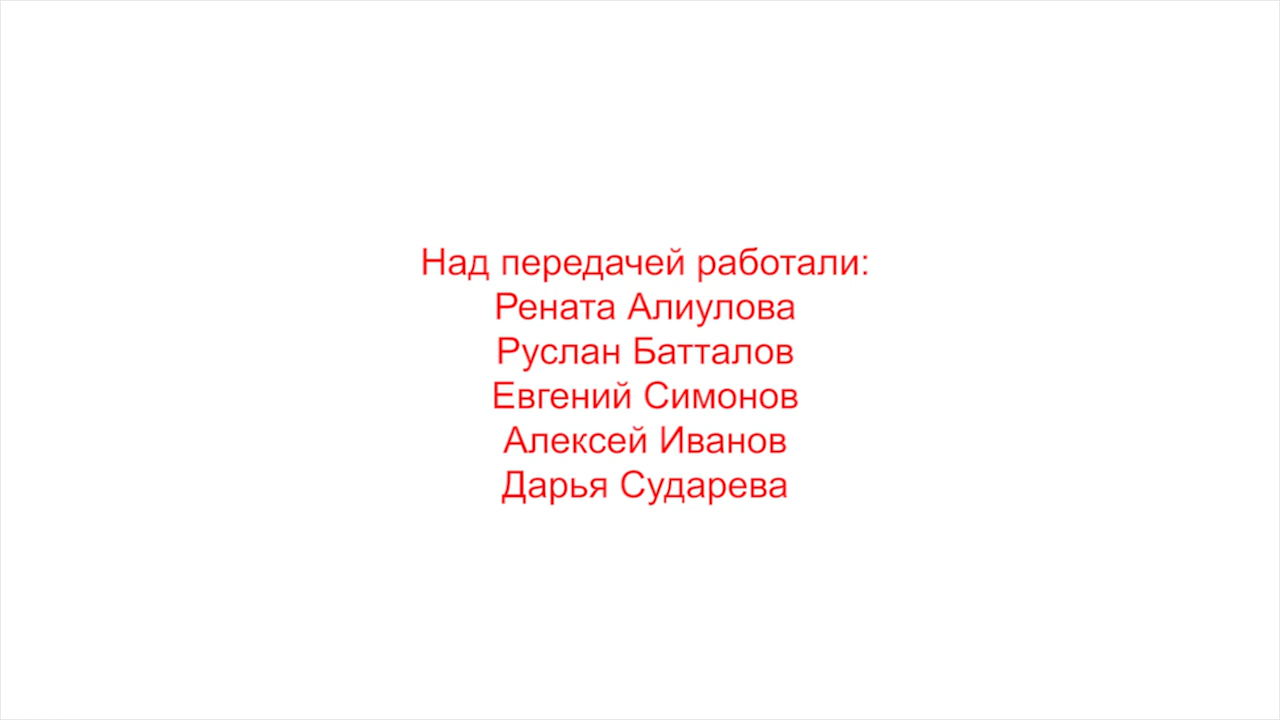 Над передачей работали:
Рената Алиулова
Руслан Батталов
Евгений Симонов
Алексей Иванов
Дарья Сударева